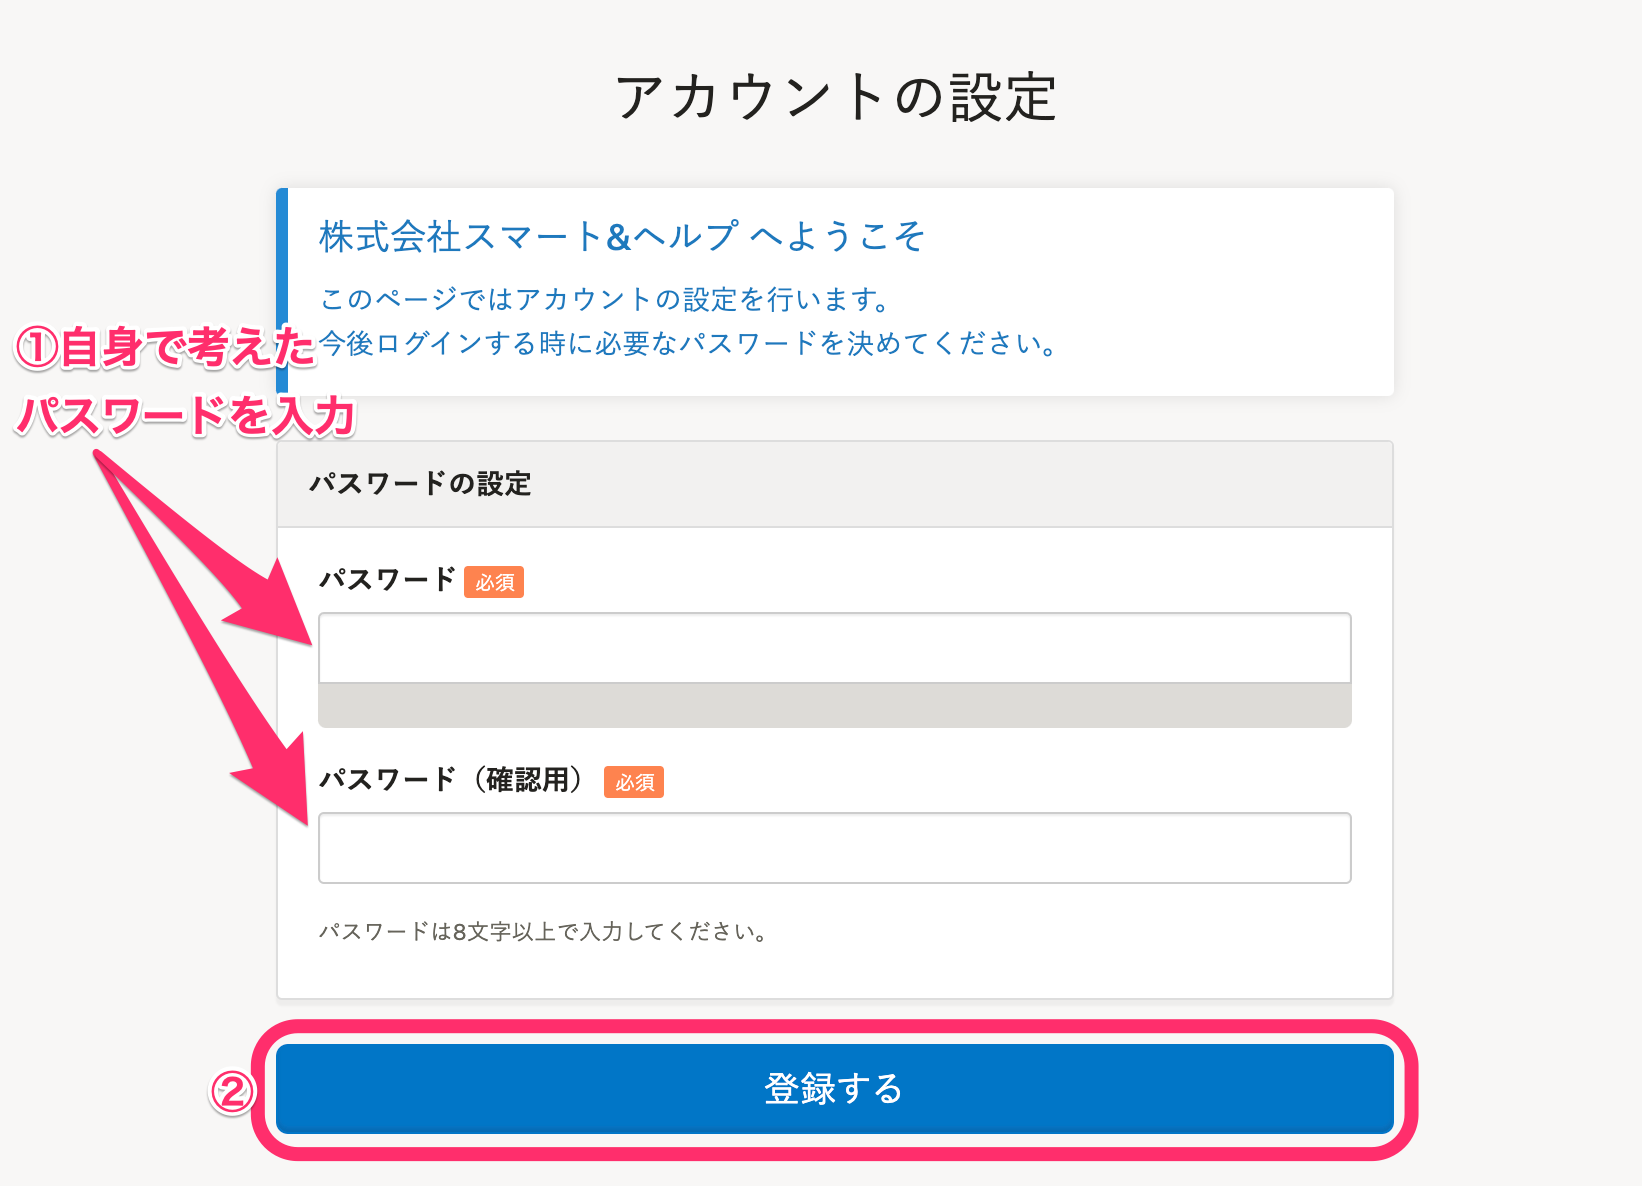 アカウントの設定
株式会社スマート&ヘルプ へようこそ
このページではアカウントの設定を行います。
今後ログインする時に必要なパスワードを決めてください。
①自身で考えた
パスワードを入力
パスワードの設定
パスワード 必須
パスワード（確認用） 必須
パスワードは8文字以上で入力してください。
② 登録する